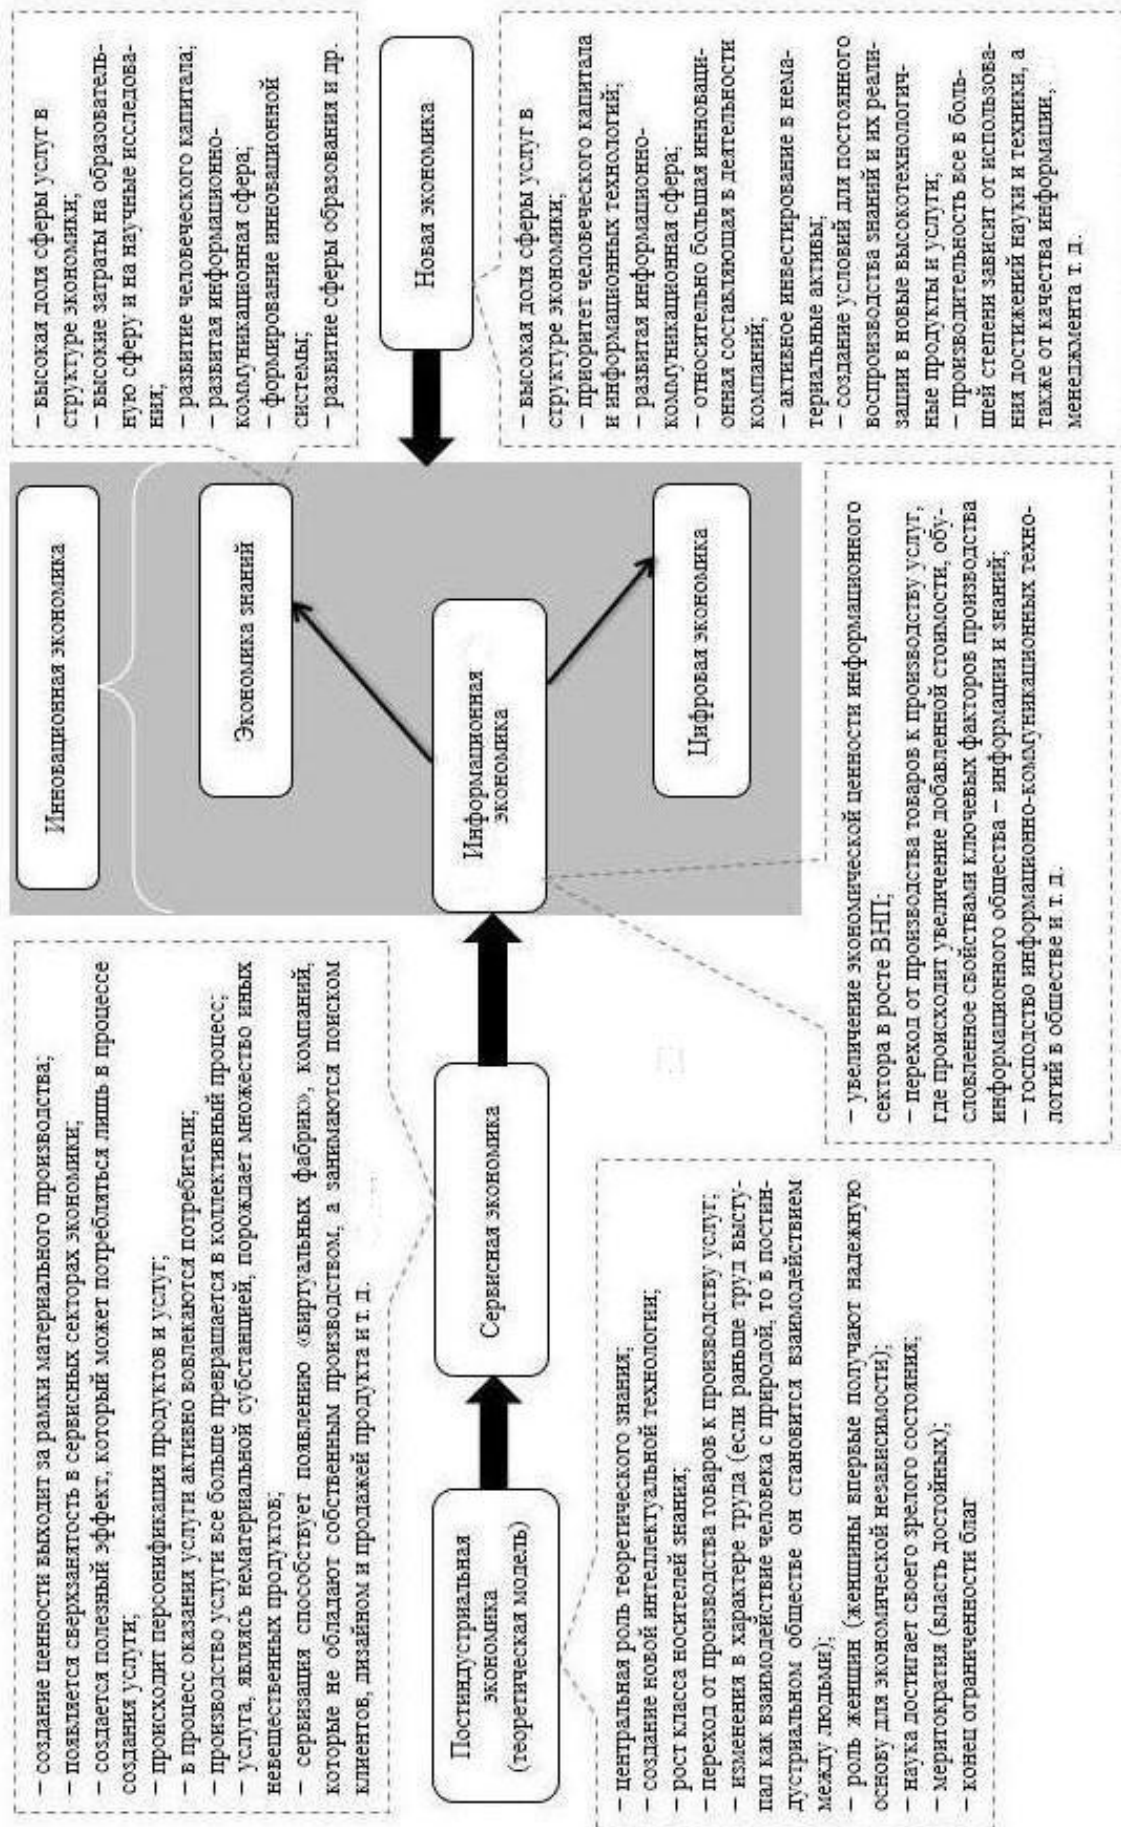 – создание ценности выходит за рамки материального производства;
– появляется сверхзанятость в сервисных секторах экономики;
– создается полезный эффект, который может потребляться лишь в процессе
создания услуги;
– происходит персонификация продуктов и услуг;
– в процесс оказания услуги активно вовлекаются потребители;
– производство услуги все больше превращается в коллективный процесс;
– услуга, являясь нематериальной субстанцией, порождает множество иных
невещественных продуктов;
– сервизация способствует появлению «виртуальных фабрик», компаний,
которые не обладают собственным производством, а занимаются поиском
клиентов, дизайном и продажей продукта и т. д.
Инновационная экономика
– высокая доля сферы услуг в
структуре экономики;
– высокие затраты на образователь-
ную сферу и на научные исследова-
ния;
– развитие человеческого капитала;
– развитая информационно-
коммуникационная сфера;
– формирование инновационной
системы;
– развитие сферы образования и др.
Экономика знаний
Постиндустриальная
экономика
(теоретическая модель)
Сервисная экономика
Информационная
экономика
Новая экономика
Цифровая экономика
– центральная роль теоретического знания;
– создание новой интеллектуальной технологии;
– рост класса носителей знания;
– переход от производства товаров к производству услуг;
– изменения в характере труда (если раньше труд высту-
пал как взаимодействие человека с природой, то в постин-
дустриальном обществе он становится взаимодействием
между людьми);
– роль женщин (женщины впервые получают надежную
основу для экономической независимости);
– наука достигает своего зрелого состояния;
– меритократия (власть достойных);
– конец ограниченности благ
– увеличение экономической ценности информационного
сектора в росте ВНП;
– переход от производства товаров к производству услуг,
где происходит увеличение добавленной стоимости, обу-
словленное свойствами ключевых факторов производства
информационного общества – информации и знаний;
– господство информационно-коммуникационных техно-
логий в обществе и т. д.
– высокая доля сферы услуг в
структуре экономики;
– приоритет человеческого капитала
и информационных технологий;
– развитая информационно-
коммуникационная сфера;
– относительно большая инноваци-
онная составляющая в деятельности
компаний;
– активное инвестирование в нема-
териальные активы;
– создание условий для постоянного
воспроизводства знаний и их реали-
зации в новые высокотехнологич-
ные продукты и услуги;
– производительность все в боль-
шей степени зависит от использова-
ния достижений науки и техники, а
также от качества информации,
менеджмента т. д.